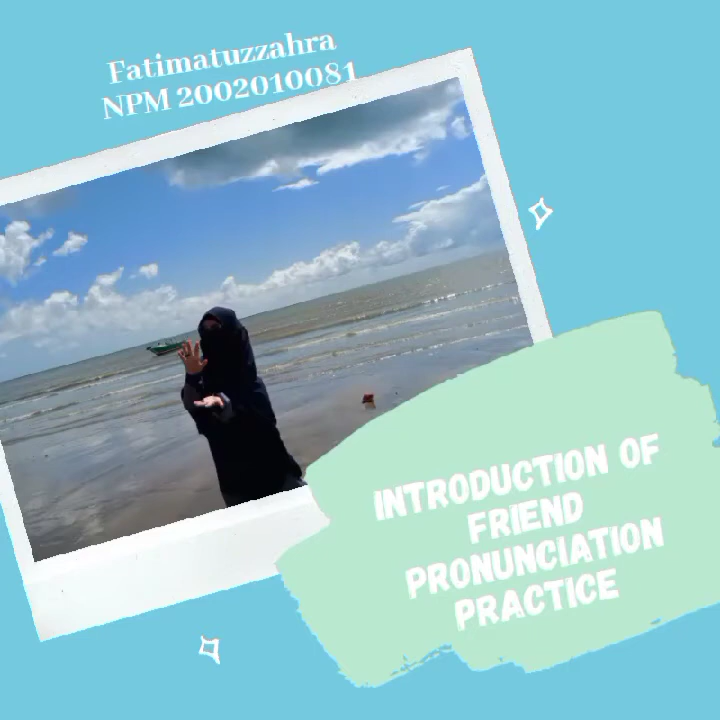 Fatimatuzzahra
NPM 2002010081
INTRODUCTION OF
FRIEND
PRONUNCIATION
PRACTICE